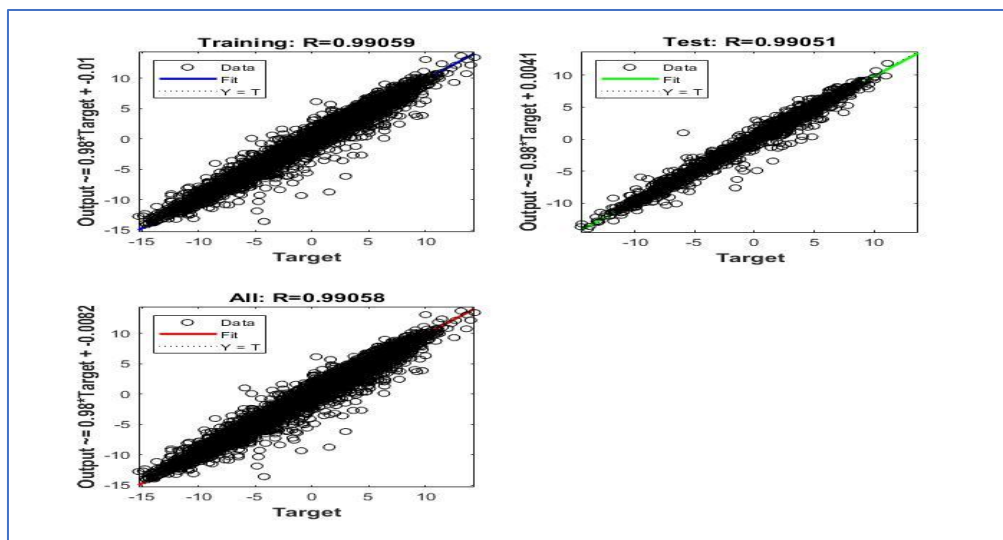 Training: R=0.99059
Output ~= 0.98*Target + -0.01
Data
Fit
Y = T
10
5
0
-5
-10
-15
-15
-10
-5
0
5
10
Target
Test: R=0.99051
Output ~= 0.98*Target + 0.0041
Data
Fit
Y = T
10
5
0
-5
-10
-10
-5
0
5
10
Target
All: R=0.99058
Output ~= 0.98*Target + -0.0082
Data
Fit
Y = T
10
5
0
-5
-10
-15
-15
-10
-5
0
5
10
Target